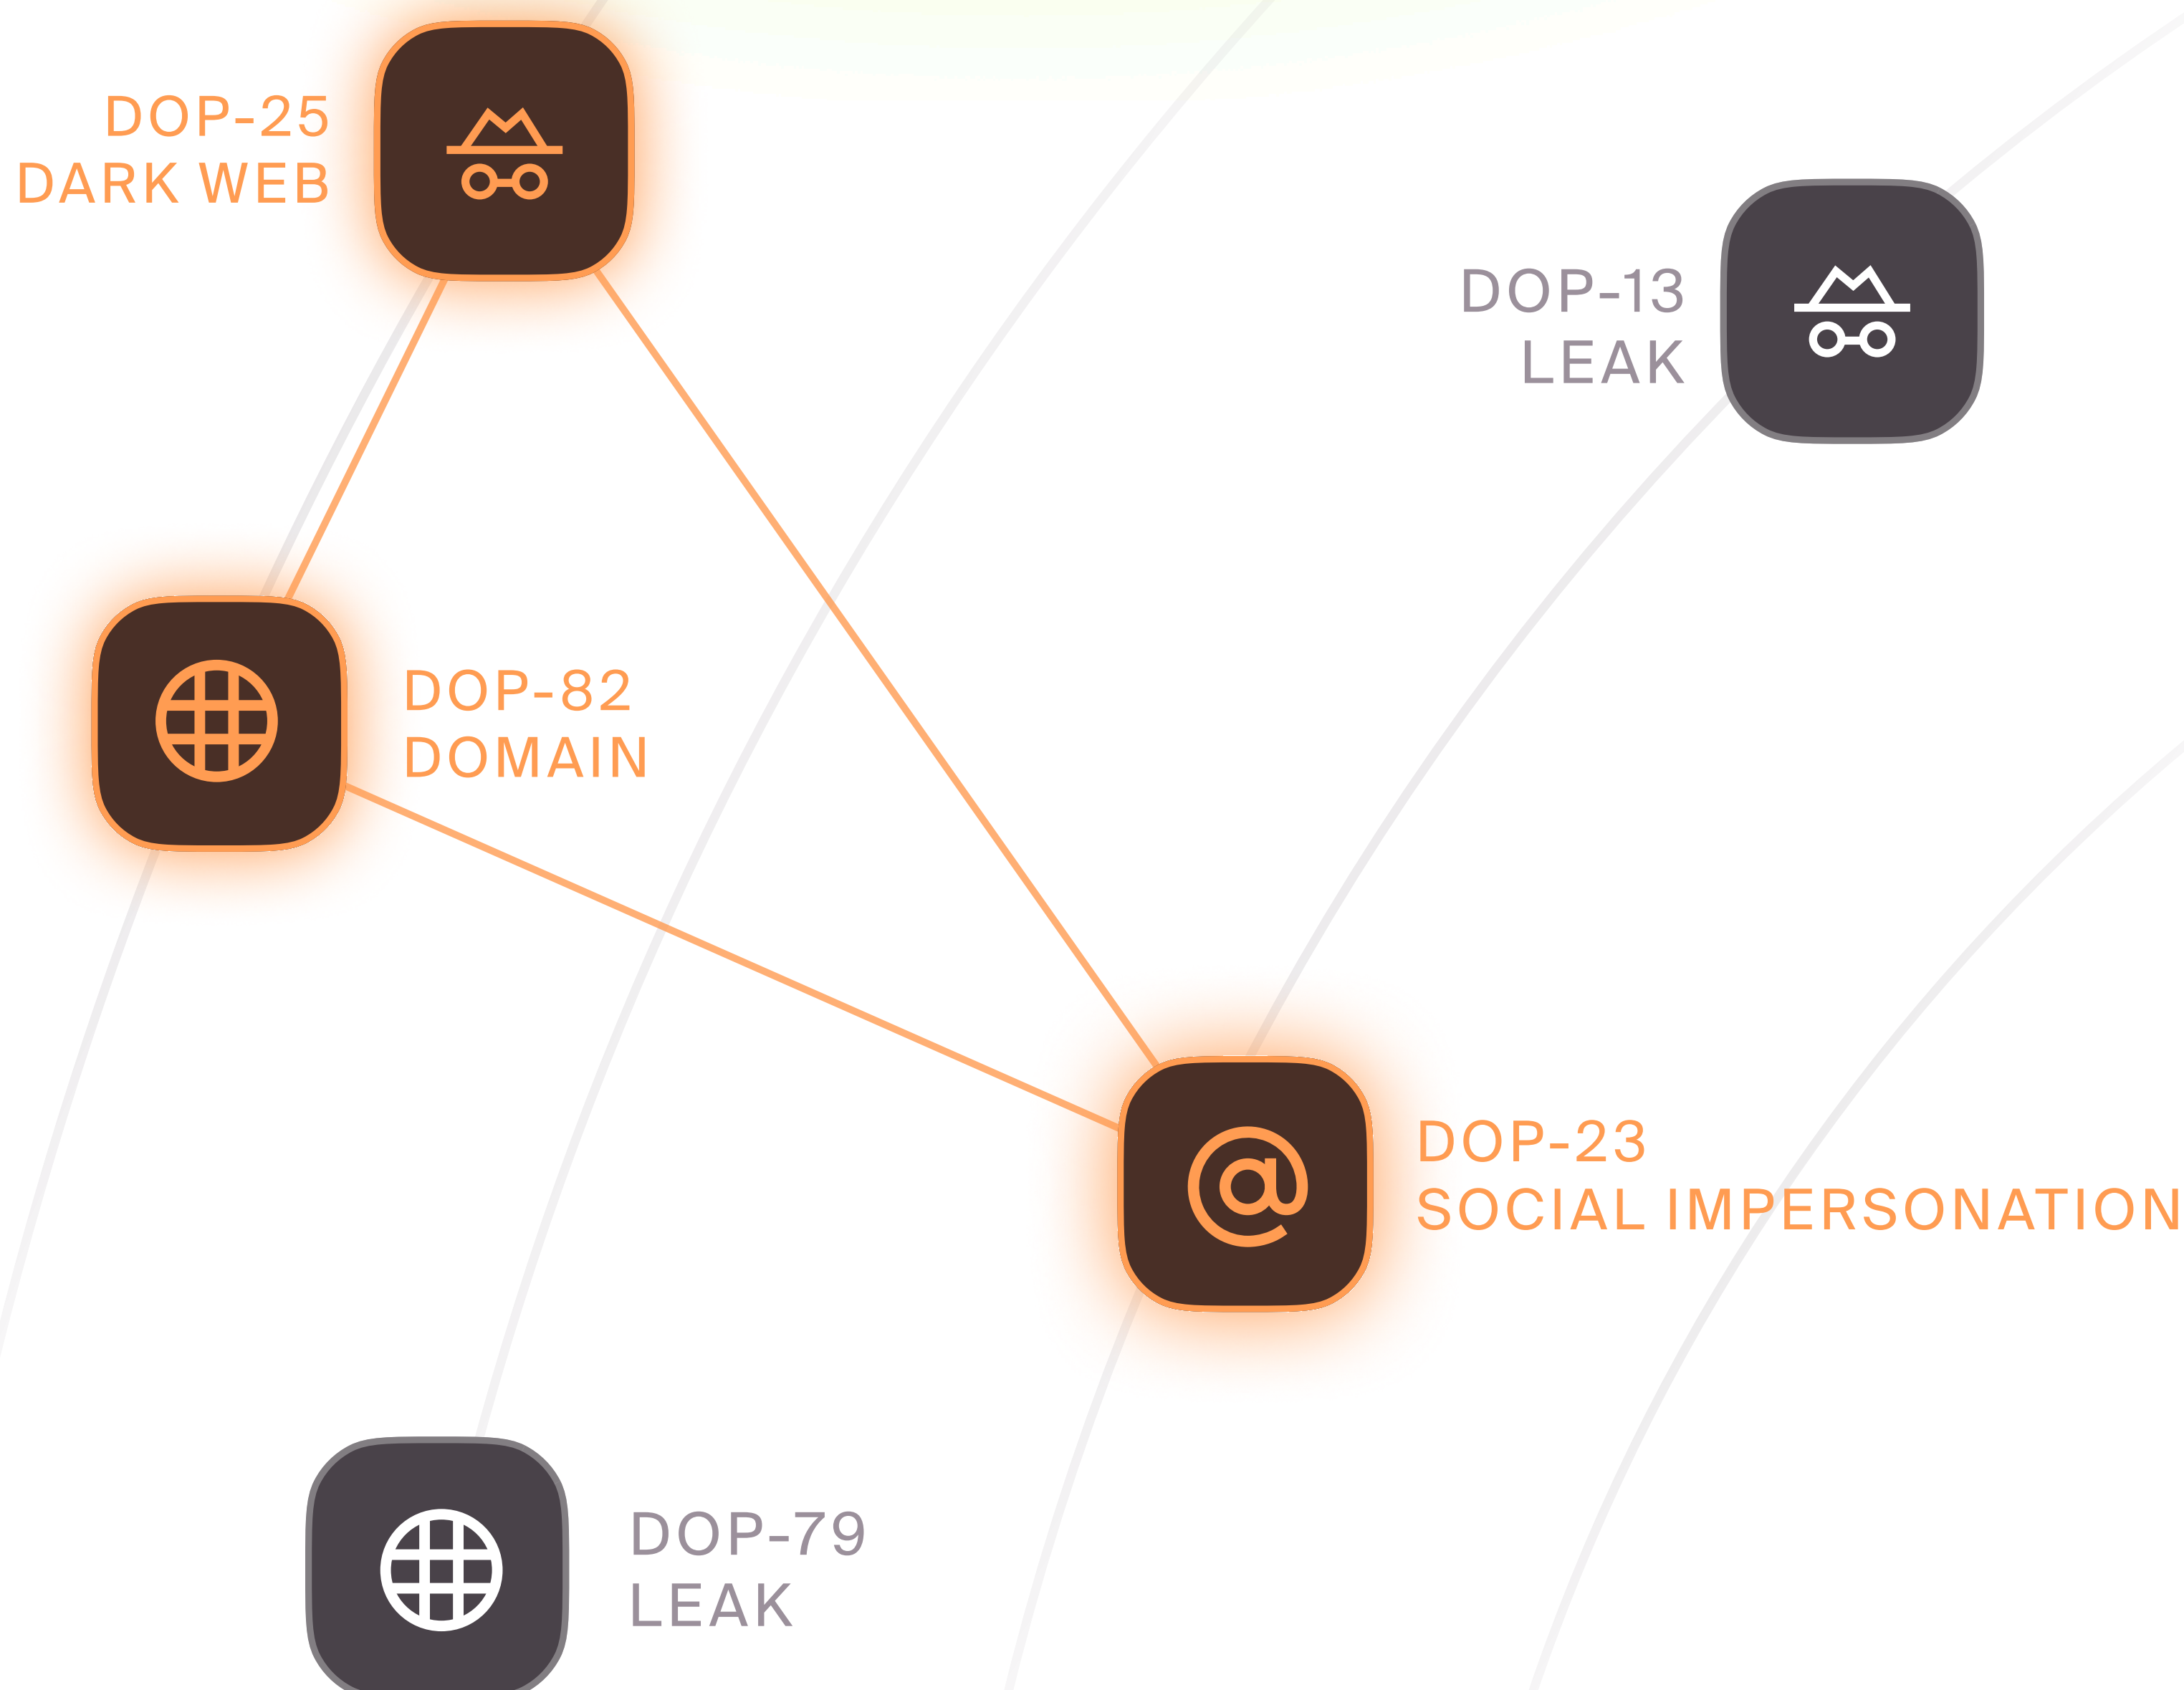 DOP-25
DARK WEB
DOP-13
LEAK
DOP-82
DOMAIN
DOP-23
SOCIAL IMPERSONATION
DOP-79
LEAK